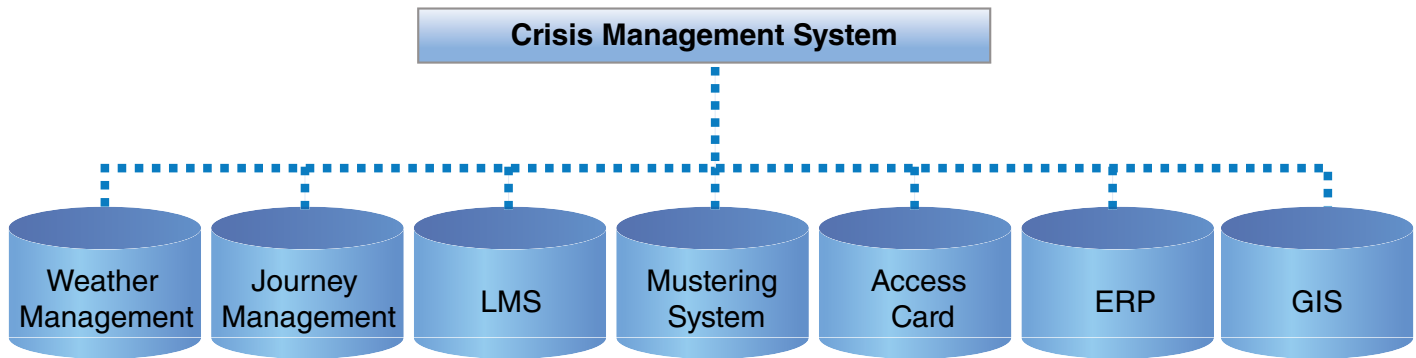 Crisis Management System
Weather
Management
Journey
Management
LMS
Mustering
System
Access
Card
ERP
GIS